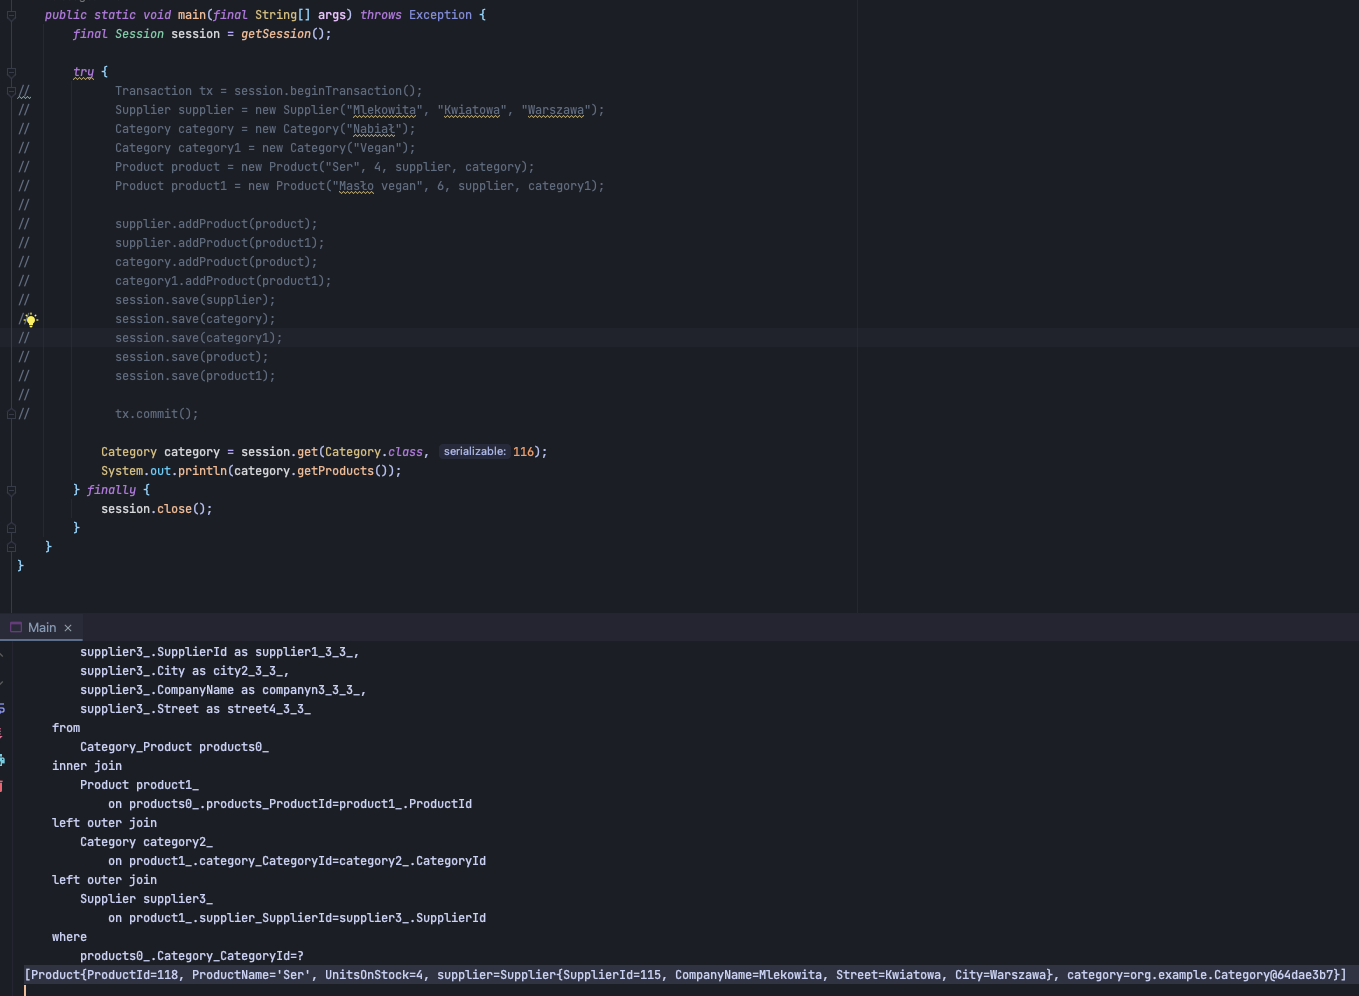 public static void main(final String[] args) throws Exception {
final Session session = getSession();
try {
// Transaction tx = session.beginTransaction();
// Supplier supplier = new Supplier("Mlekowita", "Kwiatowa", "Warszawa");
// Category category = new Category("Nabiał");
// Category category1 = new Category("Vegan");
// Product product = new Product("Ser", 4, supplier, category);
// Product product1 = new Product("Masło vegan", 6, supplier, category1);
//
// supplier.addProduct(product);
// supplier.addProduct(product1);
// category.addProduct(product);
// category1.addProduct(product1);
// session.save(supplier);
// session.save(category);
// session.save(category1);
// session.save(product);
// session.save(product1);
//
// tx.commit();
Category category = session.get(Category.class, serializable: 116);
System.out.println(category.getProducts());
} finally {
session.close();
}
}
}
Main ×
supplier3_.SupplierId as supplier1_3_3_,
supplier3_.City as city2_3_3_,
supplier3_.CompanyName as companyn3_3_3_,
supplier3_.Street as street4_3_3_
from
Category_Product products0_
inner join
Product product1_
on products0_.products_ProductId=product1_.ProductId
left outer join
Category category2_
on product1_.category_CategoryId=category2_.CategoryId
left outer join
Supplier supplier3_
on product1_.supplier_SupplierId=supplier3_.SupplierId
where
products0_.Category_CategoryId=?
[Product{ProductId=118, ProductName='Ser', UnitsOnStock=4, supplier=Supplier{SupplierId=115, CompanyName=Mlekowita, Street=Kwiatowa, City=Warszawa}, category=org.example.Category@64dae3b7}]